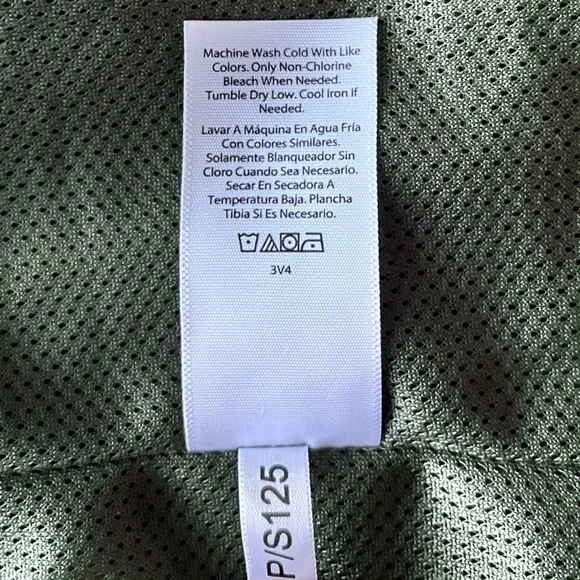 Machine Wash Cold With Like
Colors. Only Non-Chlorine
Bleach When Needed.
Tumble Dry Low. Cool Iron If
Needed.
Lavar A Máquina En Agua Fría
Con Colores Similares.
Solamente Blanqueador Sin
Cloro Cuando Sea Necesario.
Secar En Secadora A
Temperatura Baja. Plancha
Tibia Si Es Necesario.
3V4
P/S125